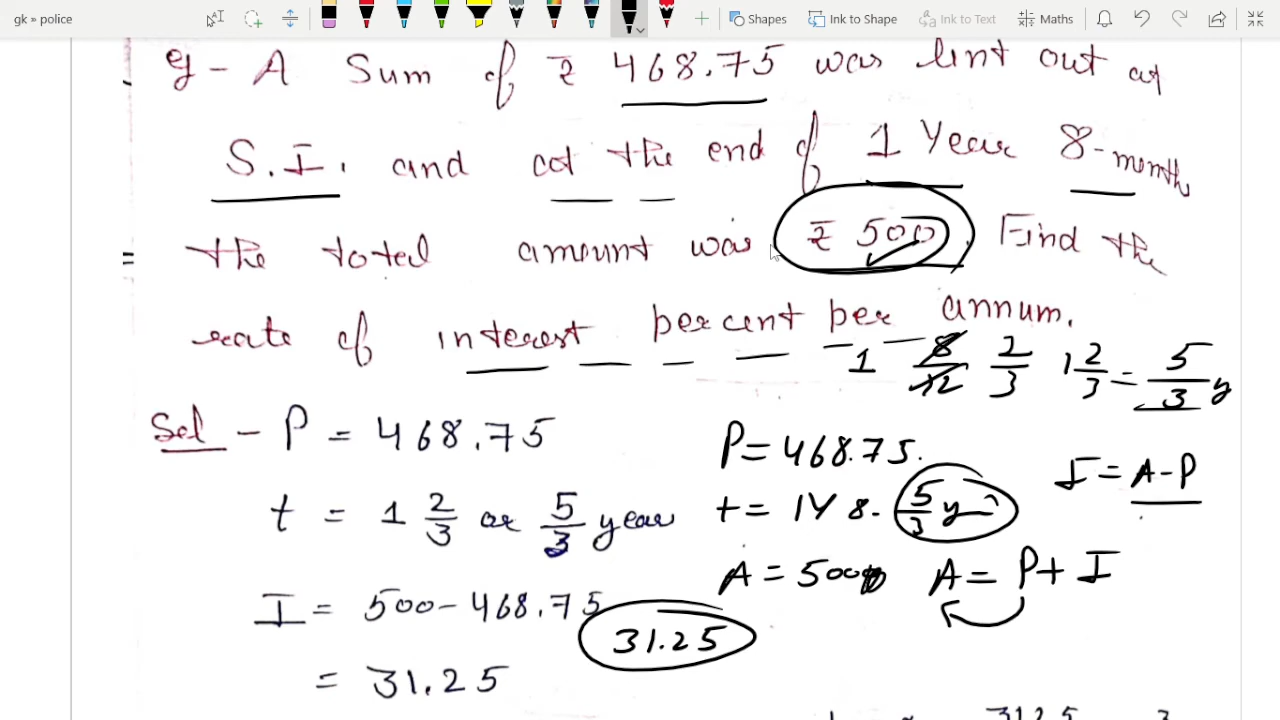 gk » police
Shapes Ink to Shape Ink to Text Maths
eg - A Sum of ₹ 468.75 was lint out at
S.I. and at the end of 1 Year 8-month
the total amount was ₹ 500. Find the
rate of interest percent per annum.
1 8/12 2/3 1 2/3 = 5/3 y
Sol - P = 468.75
P = 468.75.
I = A - P
t = 1 2/3 or 5/3 year
t = 1Y 8. 5/3 y
A = 500
A = P + I
I = 500 - 468.75
31.25
= 31.25
3125